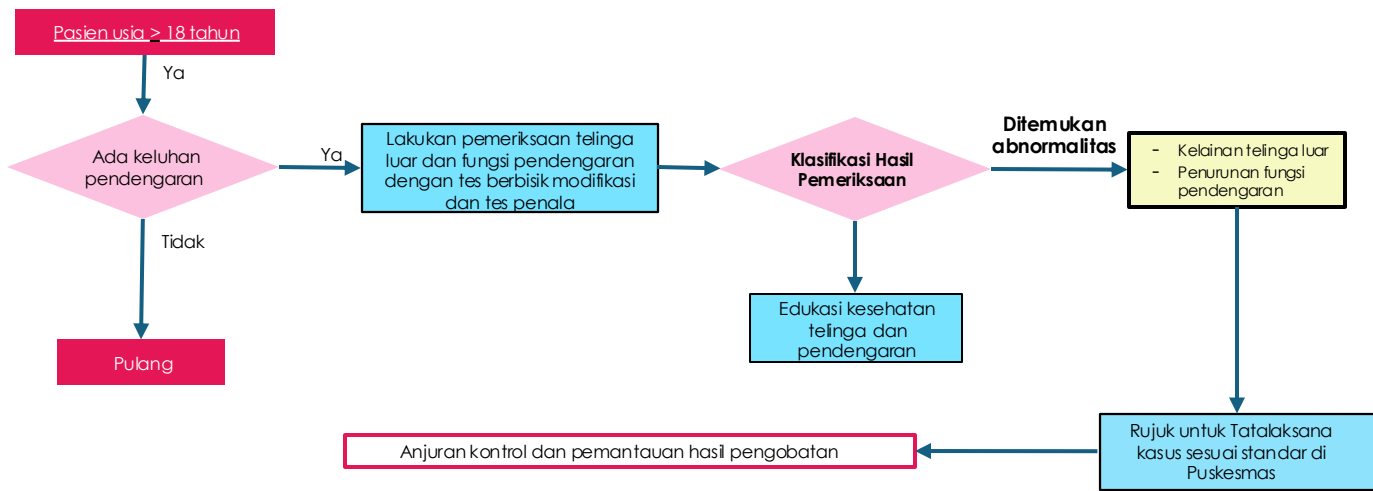 Pasien usia > 18 tahun
Ya
Ada keluhan
pendengaran
Ya
Tidak
Pulang
Lakukan pemeriksaan telinga
luar dan fungsi pendengaran
dengan tes berbisik modifikasi
dan tes penala
Klasifikasi Hasil
Pemeriksaan
Ditemukan
abnormalitas
- Kelainan telinga luar
- Penurunan fungsi
pendengaran
Edukasi kesehatan
telinga dan
pendengaran
Rujuk untuk Tatalaksana
kasus sesuai standar di
Puskesmas
Anjuran kontrol dan pemantauan hasil pengobatan